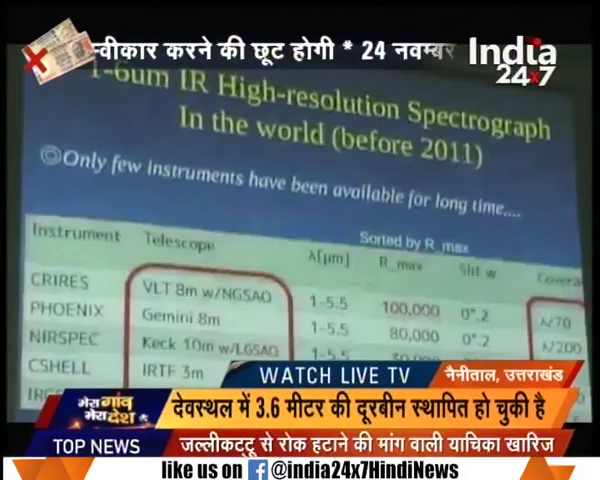 स्वीकार करने की छूट होगी * 24 नवम्बर
India
24x7
1-6um IR High-resolution Spectrograph
In the world (before 2011)
Only few instruments have been available for long time....
Sorted by R_max
Instrument Telescope λ[μm] R_max Slit w
CRIRES VLT 8m w/NGSAO 1-5.5 100,000 0".2 λ/70
PHOENIX Gemini 8m 1-5.5 80,000 0".2 λ/200
NIRSPEC Keck 10m w/LGSAO 1-5.5
CSHELL IRTF 3m
WATCH LIVE TV
नैनीताल, उत्तराखंड
मेरा गांव
मेरा देश
देवस्थल में 3.6 मीटर की दूरबीन स्थापित हो चुकी है
TOP NEWS
जल्लीकट्टू से रोक हटाने की मांग वाली याचिका खारिज
like us on f @india24x7HindiNews